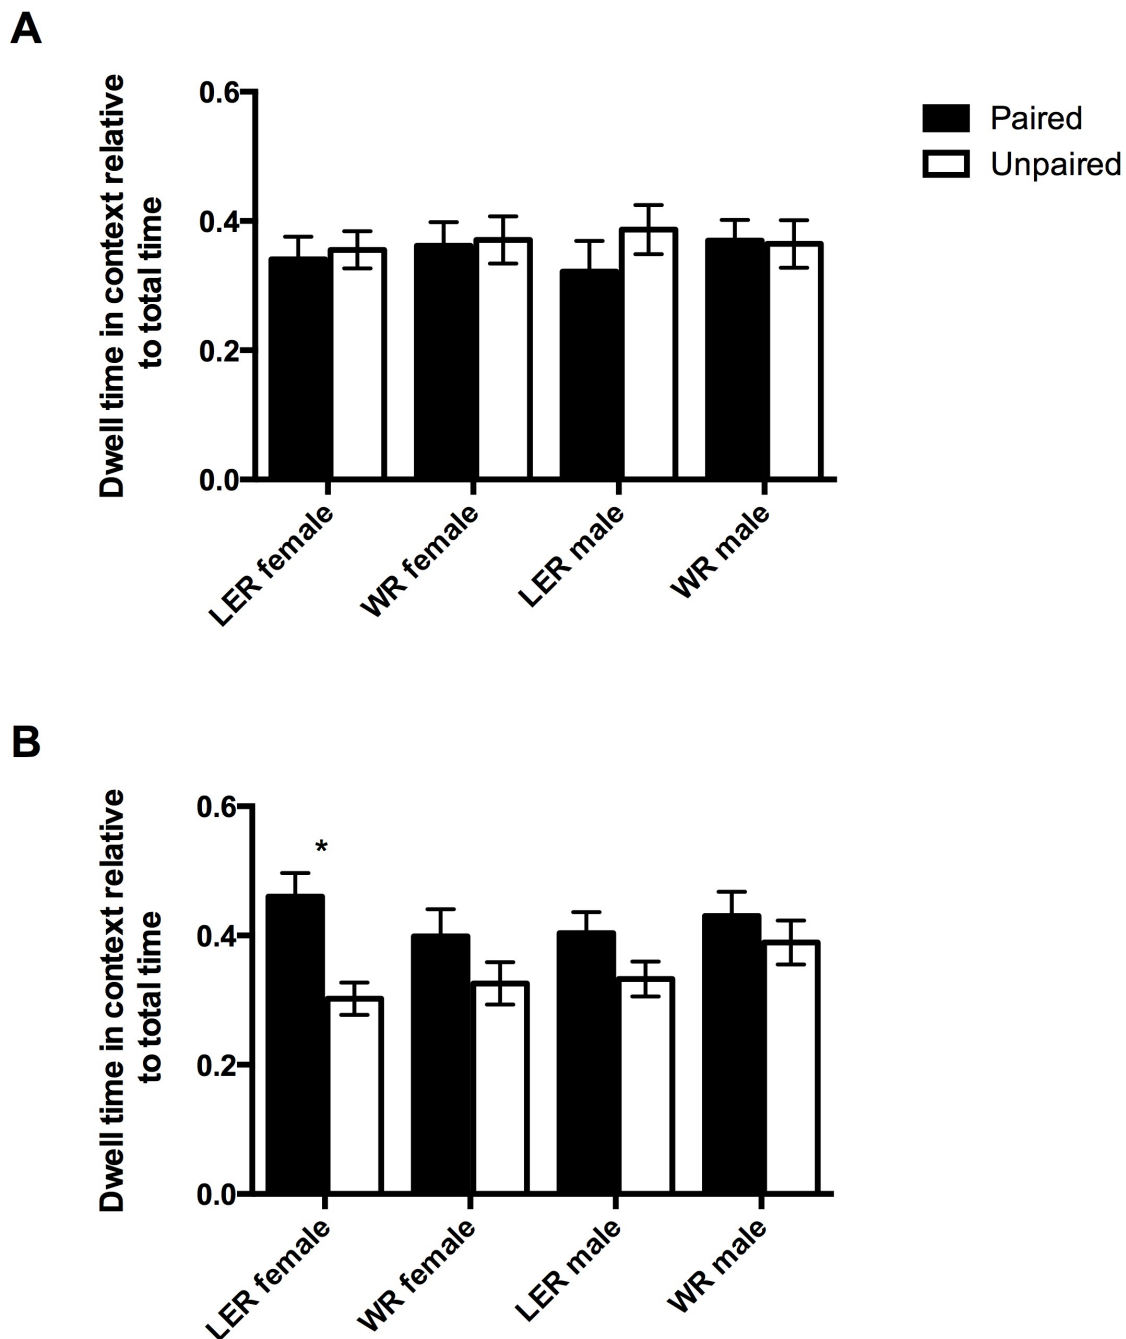 A
Dwell time in context relative
to total time
0.6
0.4
0.2
0.0
Paired
Unpaired
LER female
WR female
LER male
WR male
B
Dwell time in context relative
to total time
0.6
0.4
0.2
0.0
*
LER female
WR female
LER male
WR male